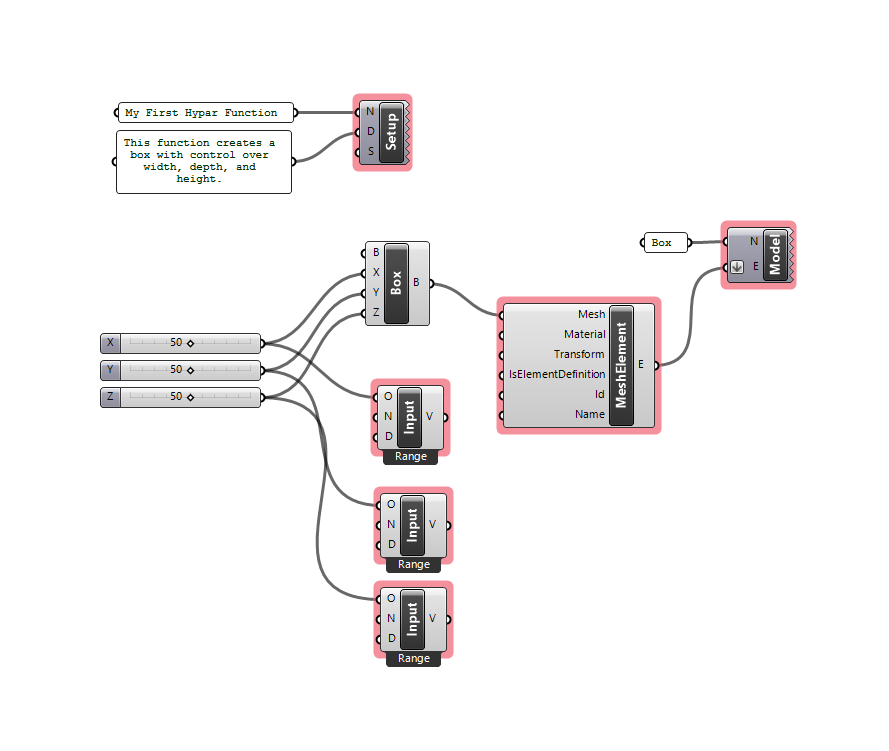 My First Hypar Function
N
D
S
Setup
This function creates a
box with control over
width, depth, and
height.
Box
N
E
Model
B
X
Y
Z
Box
B
Mesh
Material
Transform
IsElementDefinition
Id
Name
MeshElement
E
X 50
Y 50
Z 50
O
N
D
Input
V
Range
O
N
D
Input
V
Range
O
N
D
Input
V
Range